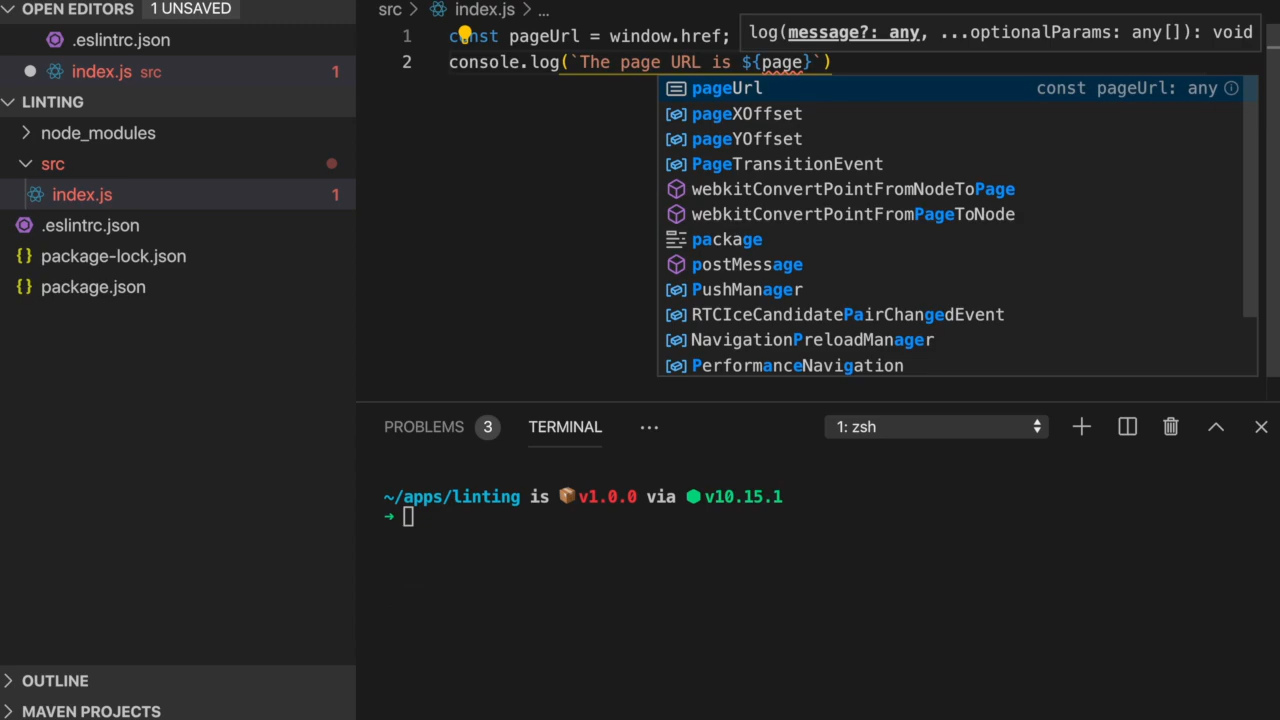 OPEN EDITORS 1 UNSAVED
.eslintrc.json
index.js src 1
LINTING
node_modules
src
index.js 1
.eslintrc.json
{} package-lock.json
{} package.json
OUTLINE
MAVEN PROJECTS
src > index.js > ...
1 const pageUrl = window.href;
log(message?: any, ...optionalParams: any[]): void
2 console.log(`The page URL is ${page}`)
pageUrl const pageUrl: any
pageXOffset
pageYOffset
PageTransitionEvent
webkitConvertPointFromNodeToPage
webkitConvertPointFromPageToNode
package
postMessage
PushManager
RTCIceCandidatePairChangedEvent
NavigationPreloadManager
PerformanceNavigation
PROBLEMS 3 TERMINAL ... 1: zsh
~/apps/linting is v1.0.0 via v10.15.1
➜